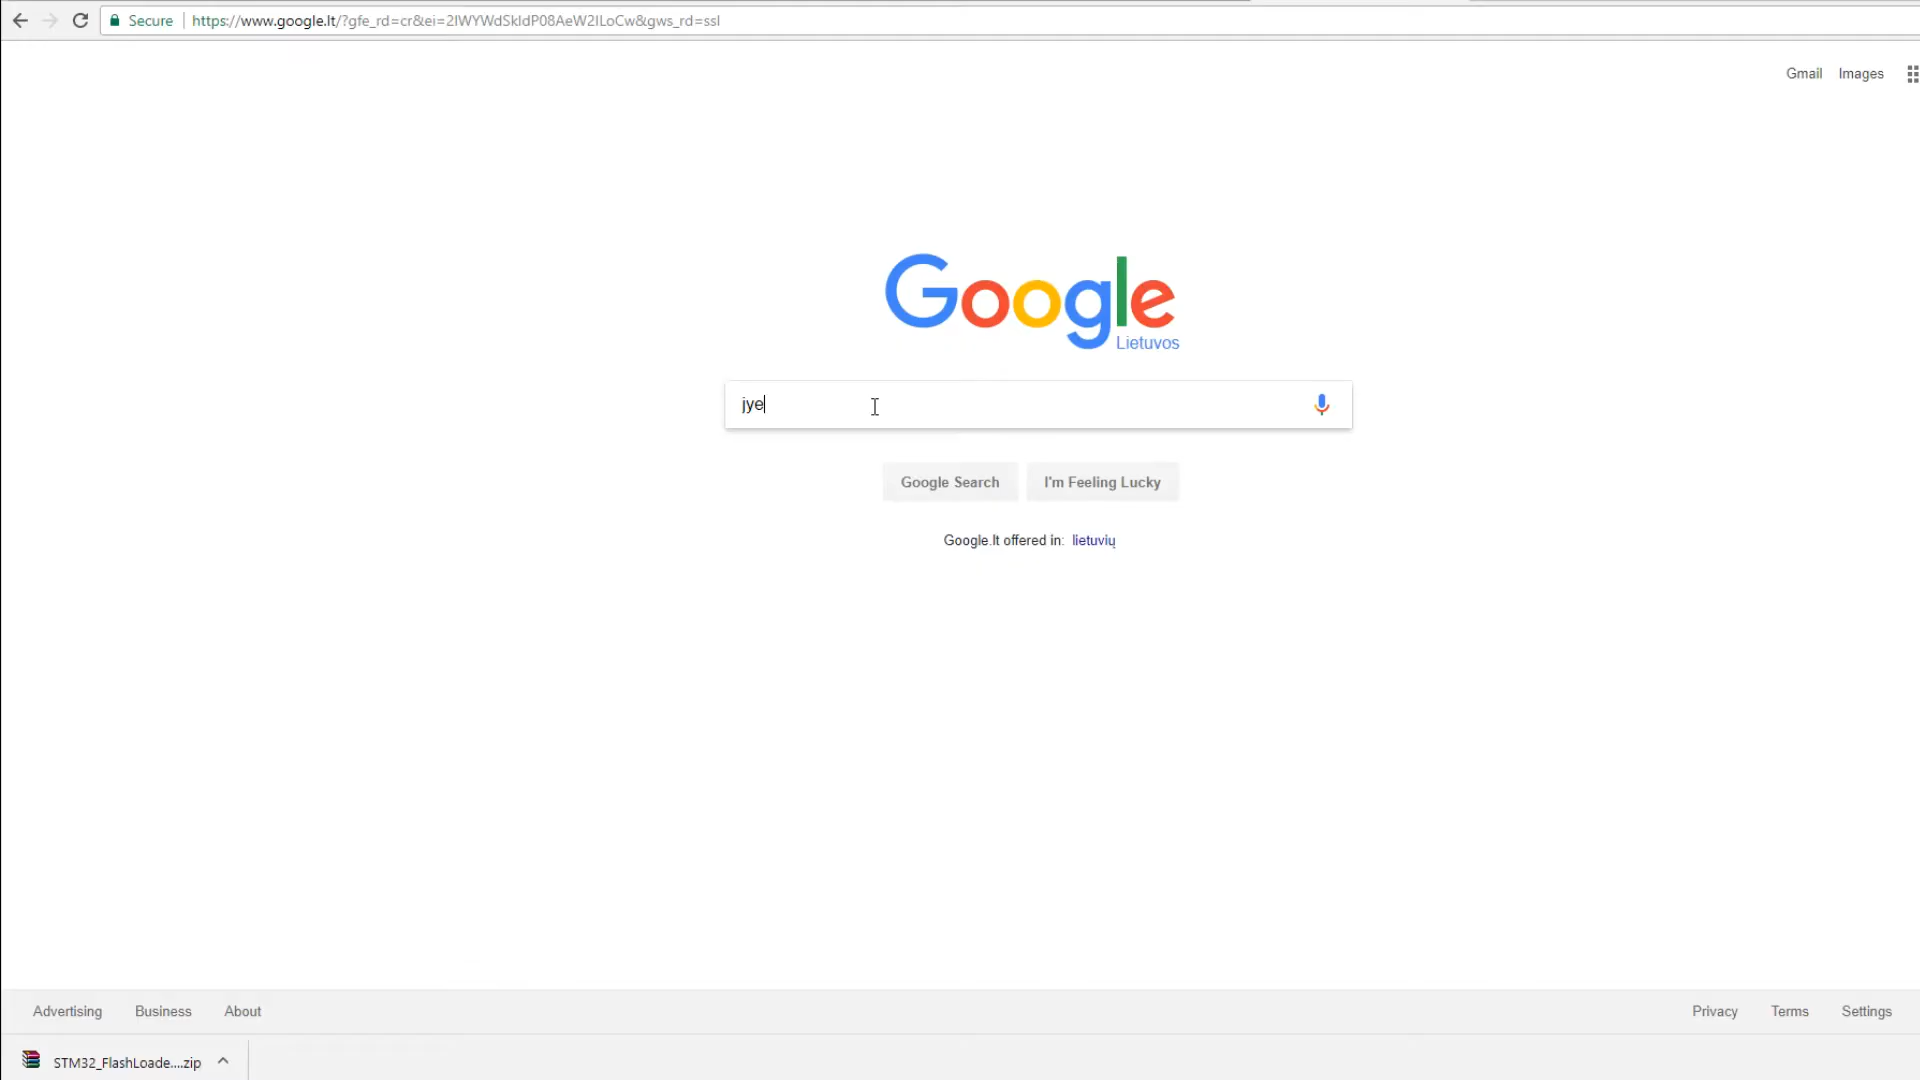 Secure https://www.google.lt/?gfe_rd=cr&ei=2IWYWdSkIdP08AeW2ILoCw&gws_rd=ssl
Gmail Images
Google
Lietuvos
jye
Google Search I'm Feeling Lucky
Google.lt offered in: lietuvių
Advertising Business About Privacy Terms Settings
STM32_FlashLoade....zip